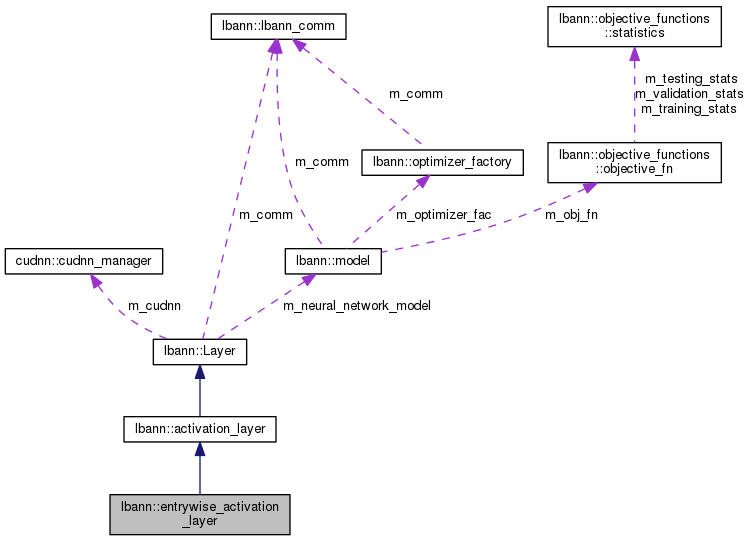 lbann::lbann_comm
lbann::objective_functions
::statistics
m_testing_stats
m_validation_stats
m_training_stats
m_comm
lbann::optimizer_factory
lbann::objective_functions
::objective_fn
m_comm
m_comm
m_optimizer_fac
m_obj_fn
cudnn::cudnn_manager
lbann::model
m_cudnn
m_neural_network_model
lbann::Layer
lbann::activation_layer
lbann::entrywise_activation
_layer